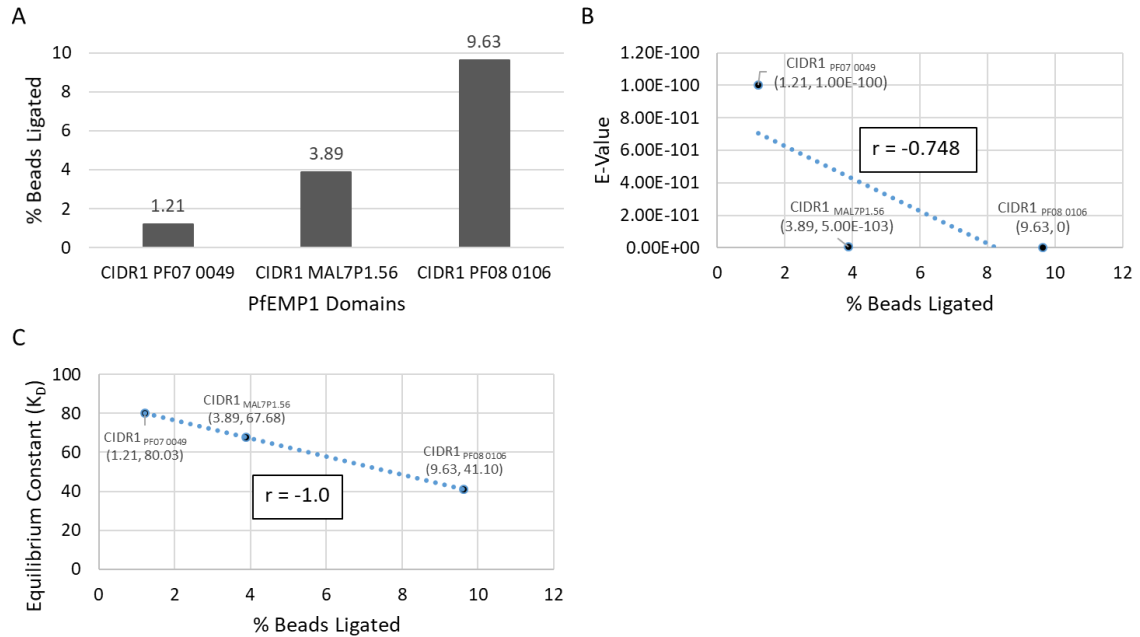 A
% Beads Ligated
10
8
6
4
2
0
1.21
3.89
9.63
CIDR1 PF07 0049
CIDR1 MAL7P1.56
CIDR1 PF08 0106
PfEMP1 Domains
B
E-Value
1.20E-100
1.00E-100
8.00E-101
6.00E-101
4.00E-101
2.00E-101
0.00E+00
CIDR1 PF07 0049
(1.21, 1.00E-100)
r = -0.748
CIDR1 MAL7P1.56
(3.89, 5.00E-103)
CIDR1 PF08 0106
(9.63, 0)
0 2 4 6 8 10 12
% Beads Ligated
C
Equilibrium Constant (KD)
100
80
60
40
20
0
CIDR1 MAL7P1.56
(3.89, 67.68)
CIDR1 PF07 0049
(1.21, 80.03)
CIDR1 PF08 0106
(9.63, 41.10)
r = -1.0
0 2 4 6 8 10 12
% Beads Ligated